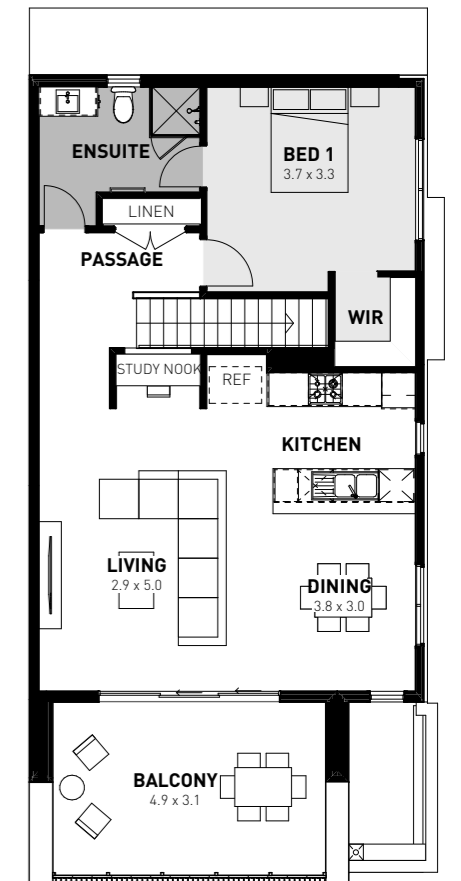 ENSUITE
BED 1
3.7 x 3.3
LINEN
PASSAGE
WIR
STUDY NOOK
REF
KITCHEN
LIVING
2.9 x 5.0
DINING
3.8 x 3.0
BALCONY
4.9 x 3.1